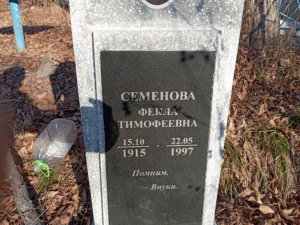 СЕМЕНОВА
ФЕКЛА
ТИМОФЕЕВНА
15.10 - 22.05
1915 1997
Помним.
Внуки.